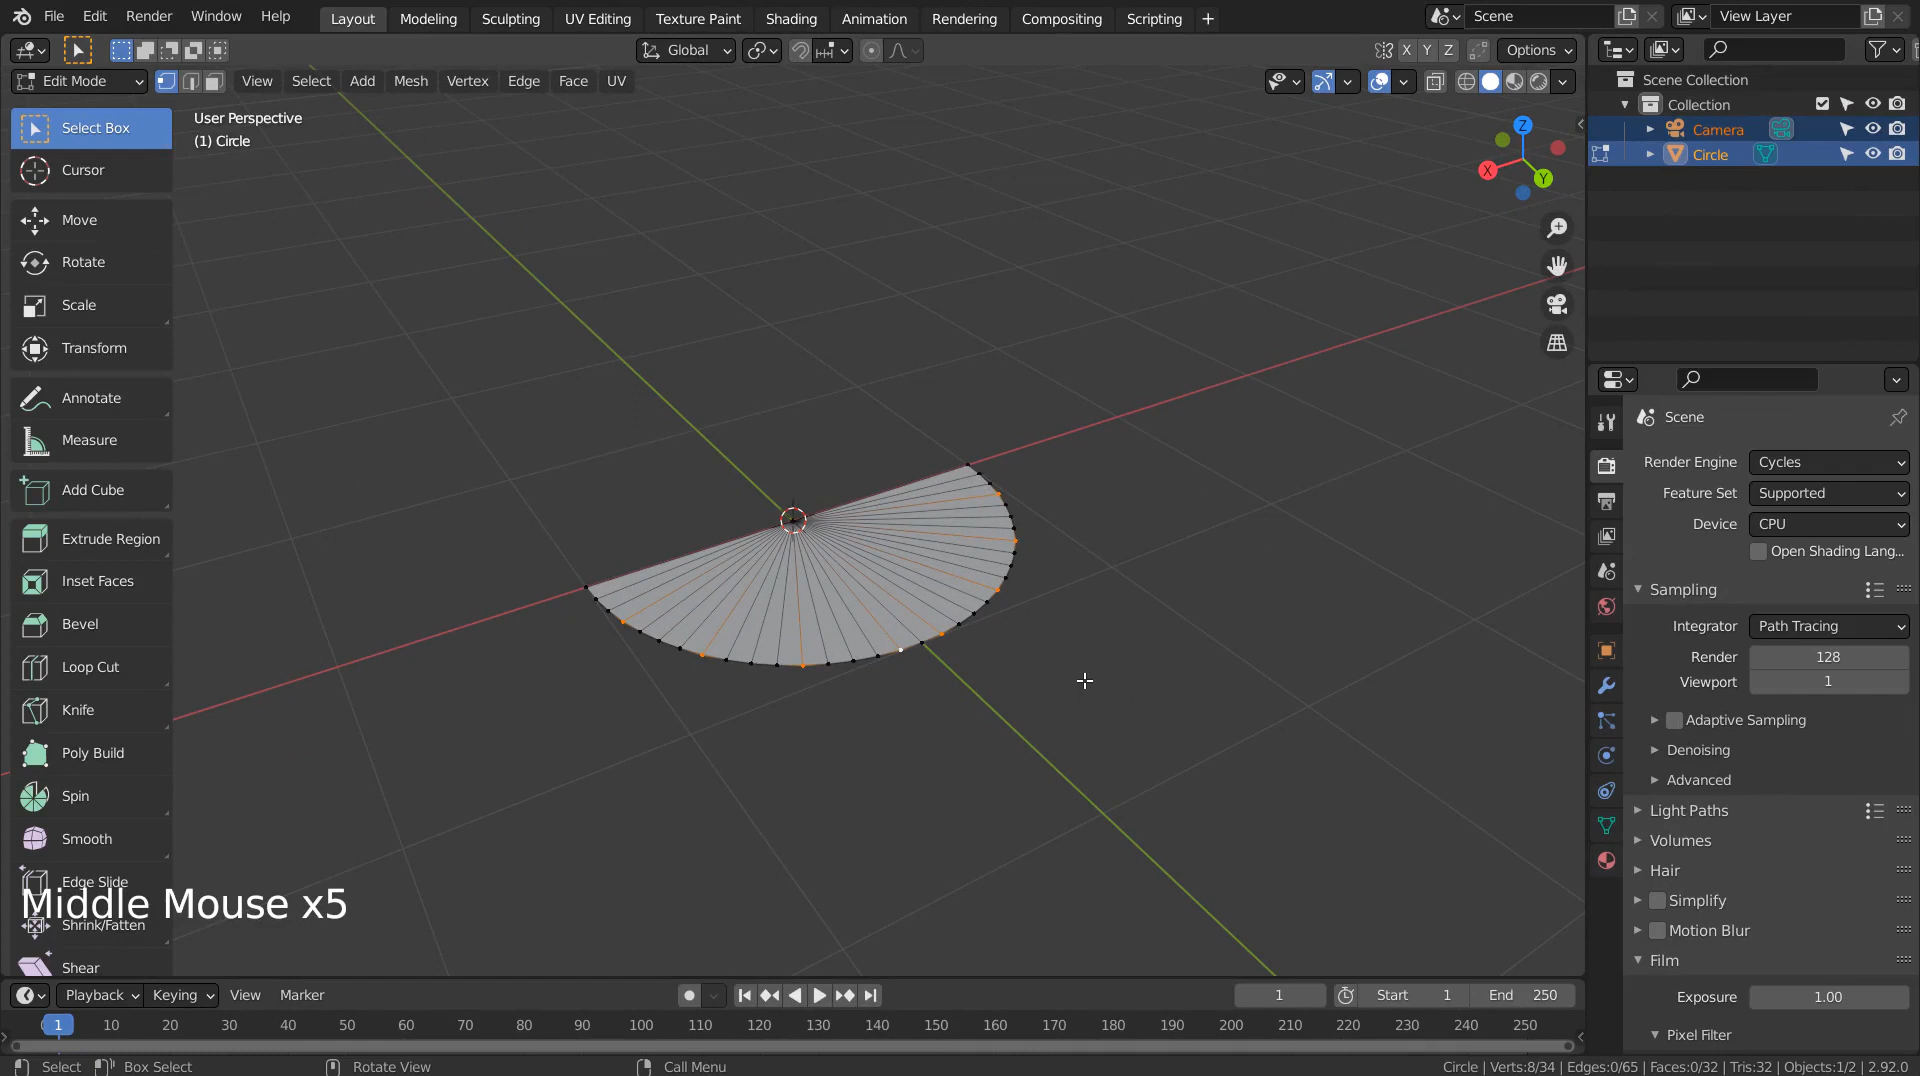 File Edit Render Window Help Layout Modeling Sculpting UV Editing Texture Paint Shading Animation Rendering Compositing Scripting + Scene View Layer
Global X Y Z Options
Edit Mode View Select Add Mesh Vertex Edge Face UV
Scene Collection
Collection
Camera
Circle
Select Box
Cursor
Move
Rotate
Scale
Transform
Annotate
Measure
Add Cube
Extrude Region
Inset Faces
Bevel
Loop Cut
Knife
Poly Build
Spin
Smooth
Edge Slide
Shrink/Fatten
Shear
User Perspective
(1) Circle
Z
X
Y
Middle Mouse x5
Scene
Render Engine Cycles
Feature Set Supported
Device CPU
Open Shading Lang...
Sampling
Integrator Path Tracing
Render 128
Viewport 1
Adaptive Sampling
Denoising
Advanced
Light Paths
Volumes
Hair
Simplify
Motion Blur
Film
Exposure 1.00
Pixel Filter
Playback Keying View Marker 1 Start 1 End 250
1 10 20 30 40 50 60 70 80 90 100 110 120 130 140 150 160 170 180 190 200 210 220 230 240 250
Select Box Select Rotate View Call Menu Circle | Verts:8/34 | Edges:0/65 | Faces:0/32 | Tris:32 | Objects:1/2 | 2.92.0